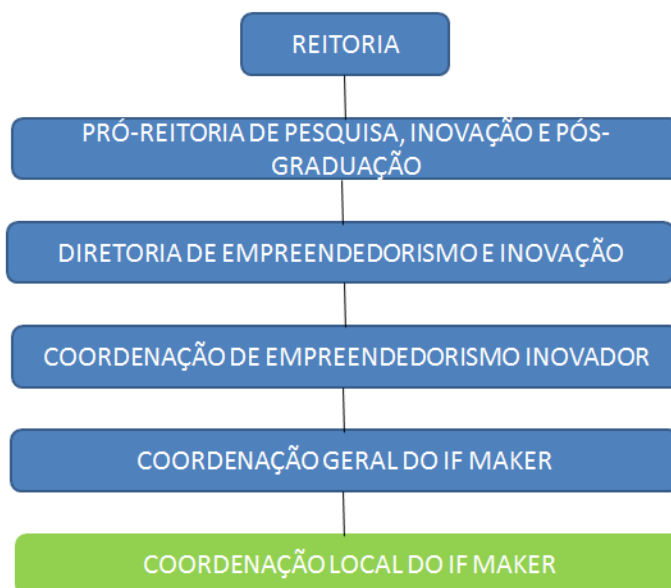 REITORIA
PRÓ-REITORIA DE PESQUISA, INOVAÇÃO E PÓS-
GRADUAÇÃO
DIRETORIA DE EMPREENDEDORISMO E INOVAÇÃO
COORDENAÇÃO DE EMPREENDEDORISMO INOVADOR
COORDENAÇÃO GERAL DO IF MAKER
COORDENAÇÃO LOCAL DO IF MAKER